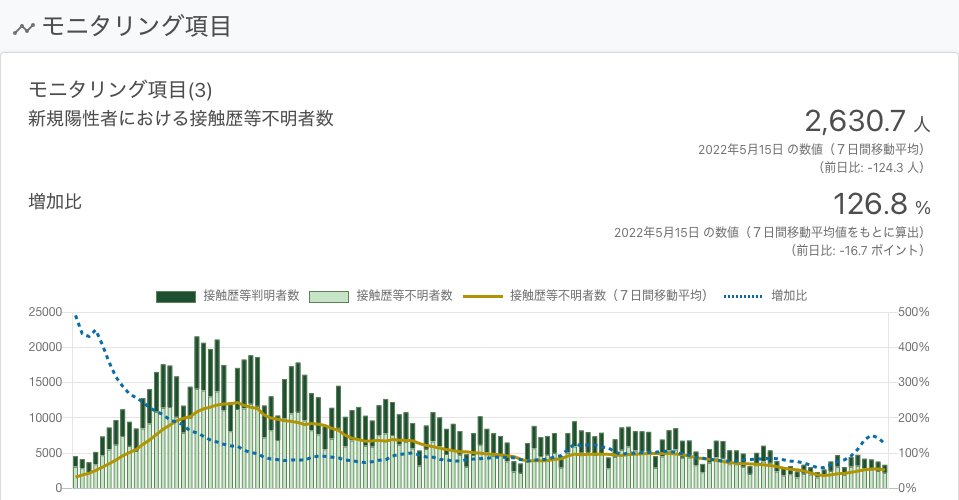 モニタリング項目
モニタリング項目(3)
新規陽性者における接触歴等不明者数
2,630.7 人
2022年5月15日 の数値（７日間移動平均）
（前日比: -124.3 人）
増加比
126.8 %
2022年5月15日 の数値（７日間移動平均値をもとに算出）
（前日比: -16.7 ポイント）
接触歴等判明者数 接触歴等不明者数 接触歴等不明者数（７日間移動平均） 増加比
25000 500%
20000 400%
15000 300%
10000 200%
5000 100%
0 0%